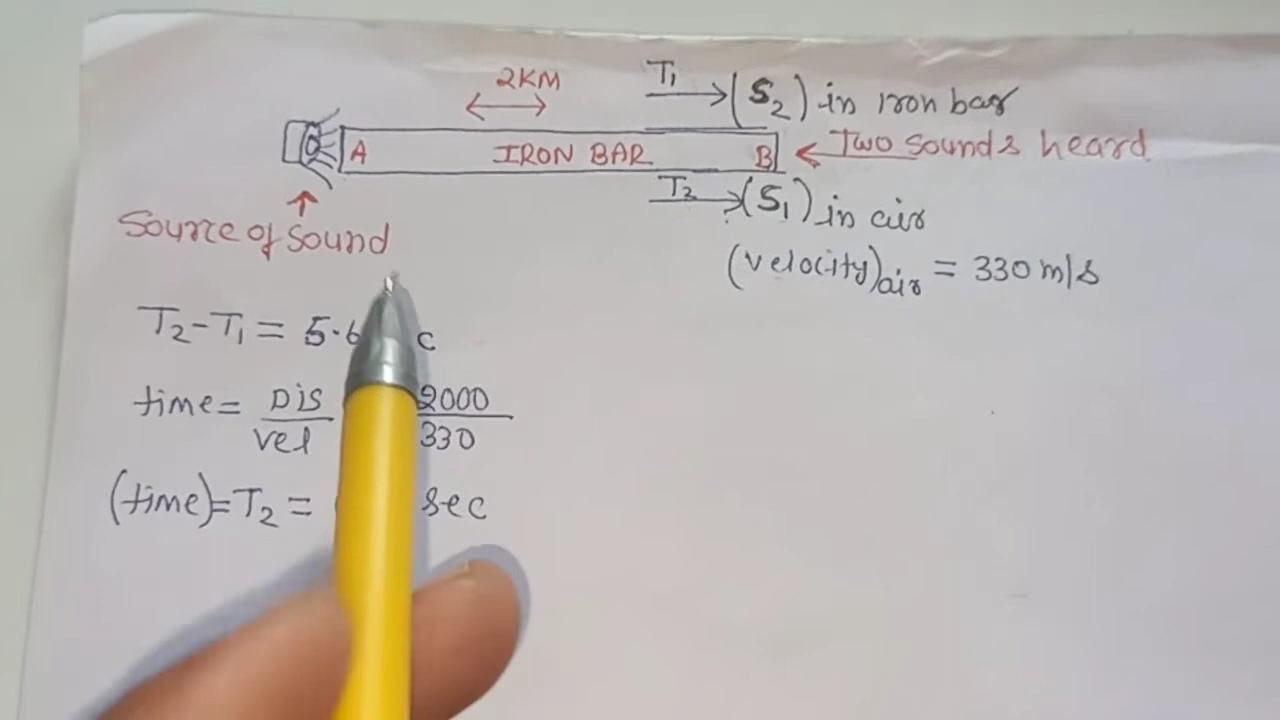 2KM
T1 (S2) in iron bar
A IRON BAR B Two sounds heard
T2 (S1) in air
Source of sound
(velocity)air = 330 m/s
T2-T1 = 5.6 c
time = Dis 2000
vel 330
(time)=T2 = sec